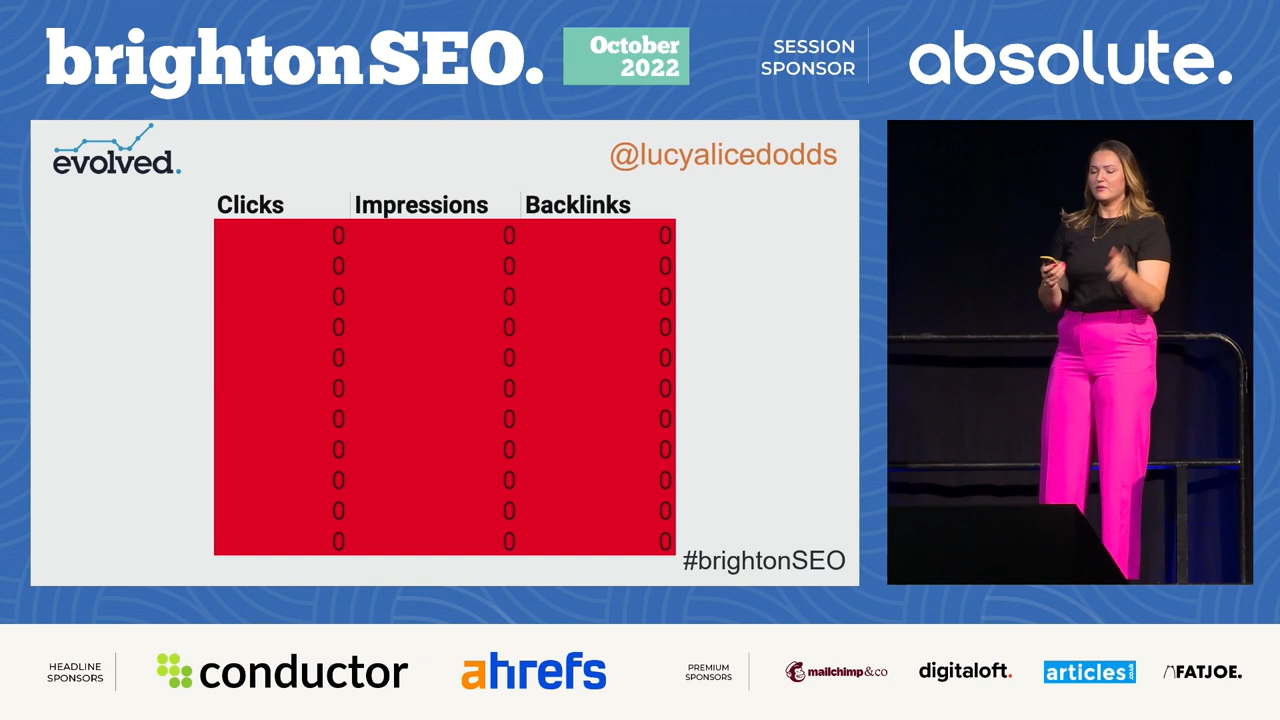 brightonSEO.
October
2022
SESSION
SPONSOR
absolute.
evolved.
@lucyalicedodds
Clicks Impressions Backlinks
0 0 0
0 0 0
0 0 0
0 0 0
0 0 0
0 0 0
0 0 0
0 0 0
0 0 0
0 0 0
0 0 0
#brightonSEO
HEADLINE
SPONSORS
conductor
ahrefs
PREMIUM
SPONSORS
mailchimp&co
digitaloft.
articles.co.uk
FATJOE.